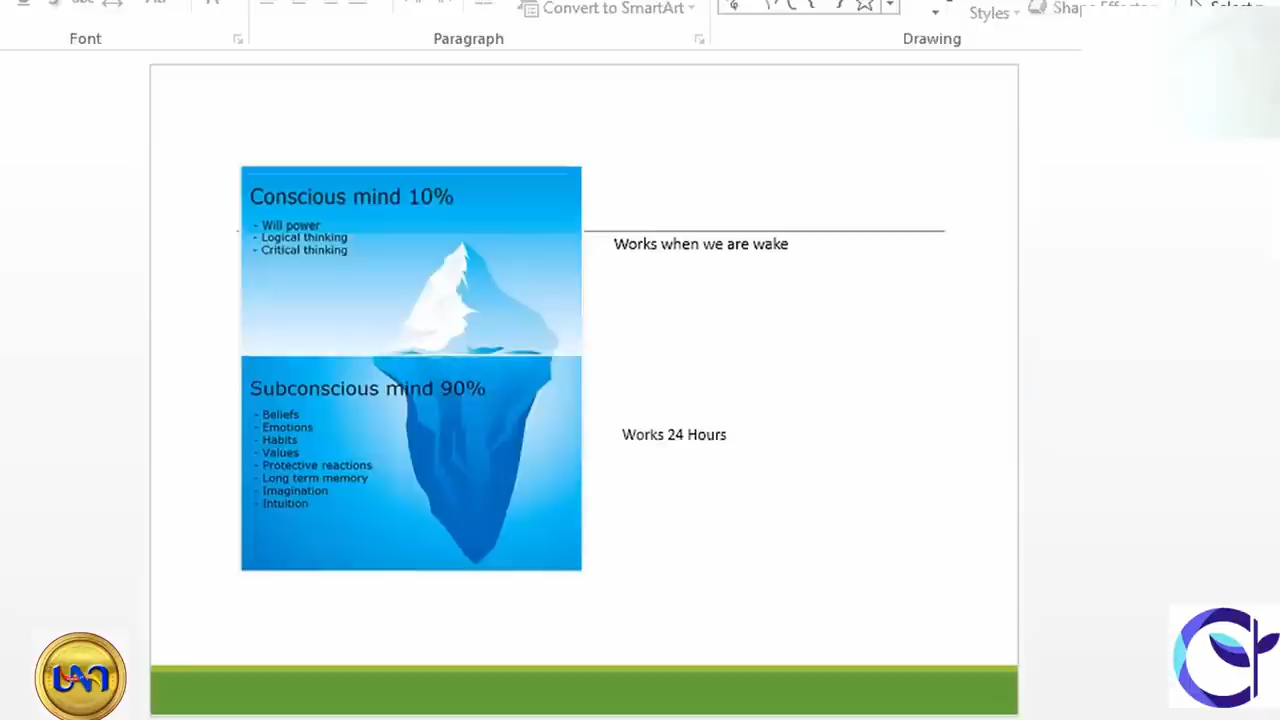 Convert to SmartArt
Styles
Font
Paragraph
Drawing
Conscious mind 10%
- Will power
- Logical thinking
- Critical thinking
Works when we are wake
Subconscious mind 90%
- Beliefs
- Emotions
- Habits
- Values
- Protective reactions
- Long term memory
- Imagination
- Intuition
Works 24 Hours